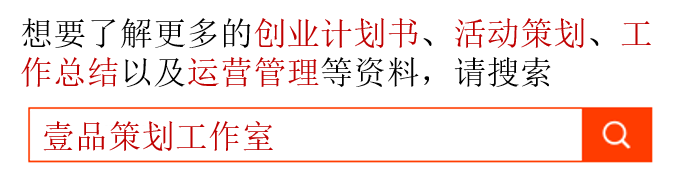 想要了解更多的创业计划书、活动策划、工
作总结以及运营管理等资料，请搜索
壹品策划工作室